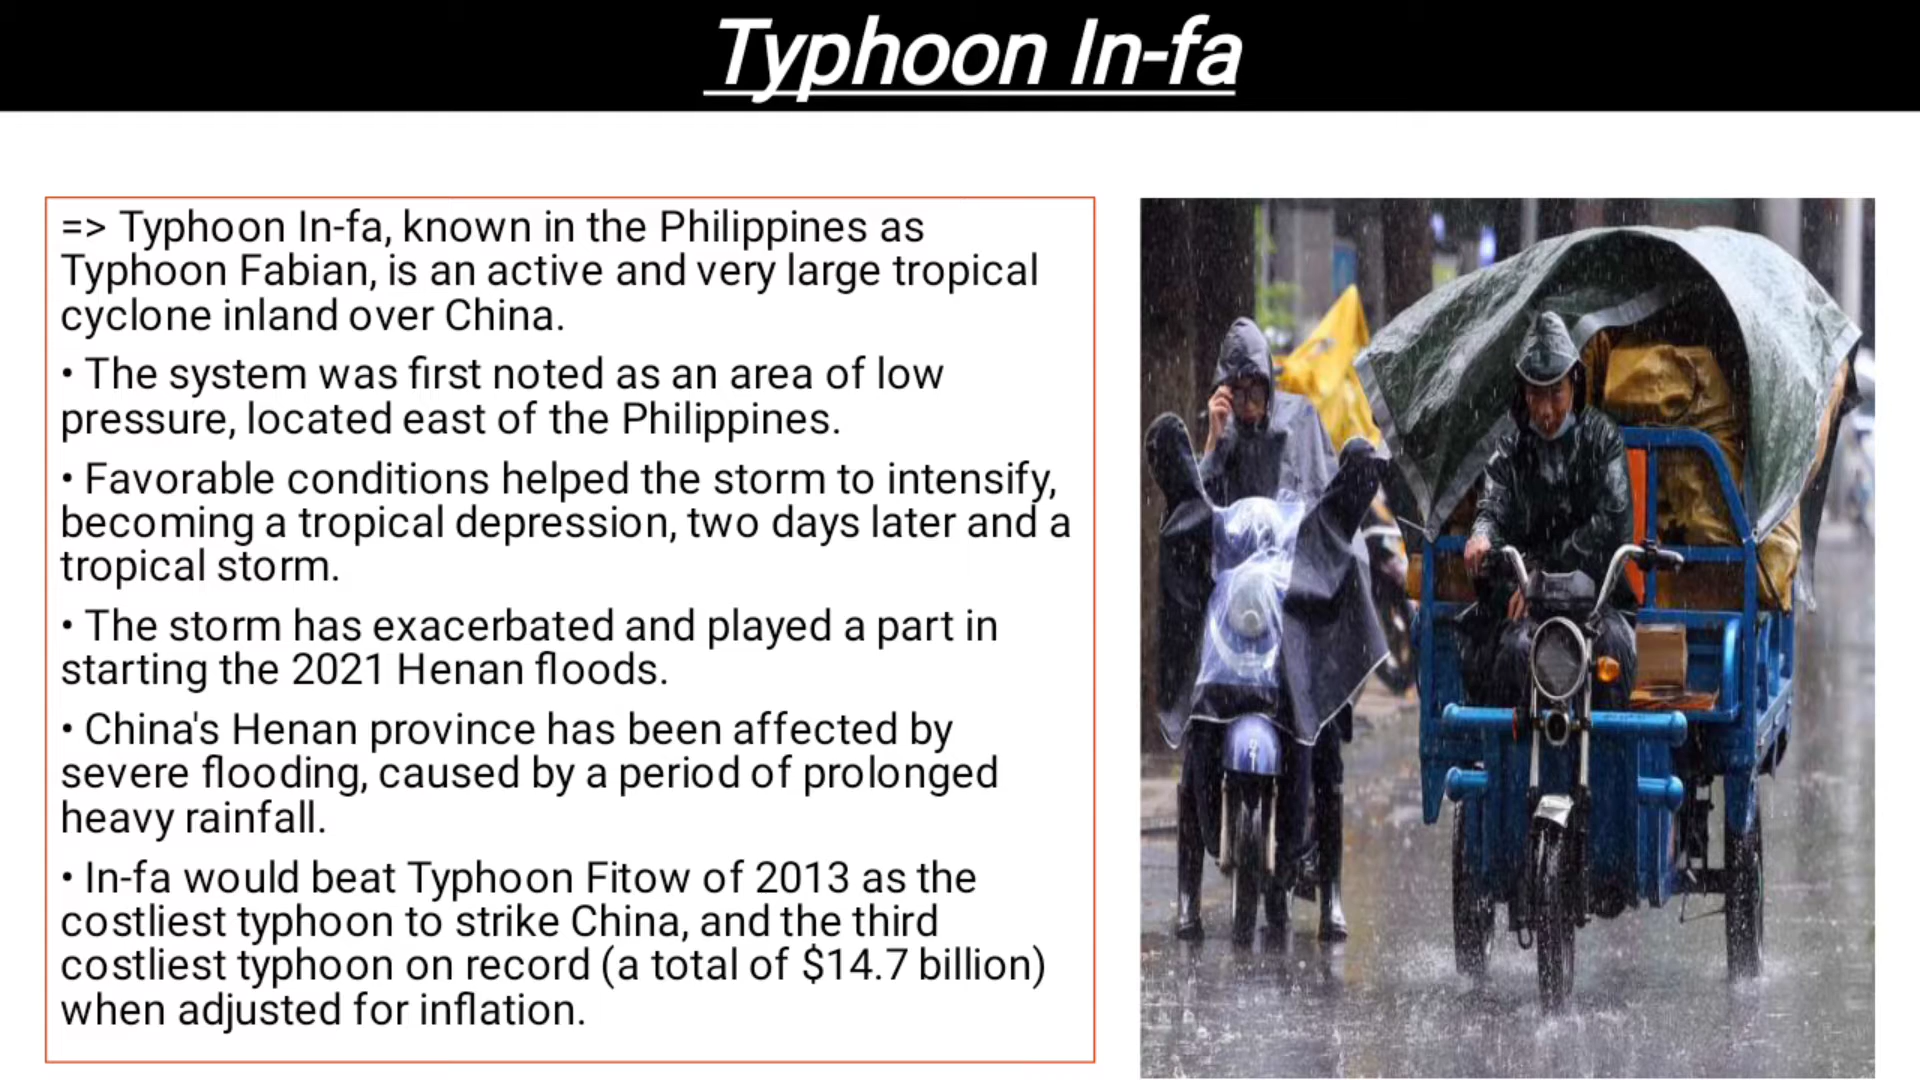 Typhoon In-fa
=> Typhoon In-fa, known in the Philippines as
Typhoon Fabian, is an active and very large tropical
cyclone inland over China.
• The system was first noted as an area of low
pressure, located east of the Philippines.
• Favorable conditions helped the storm to intensify,
becoming a tropical depression, two days later and a
tropical storm.
• The storm has exacerbated and played a part in
starting the 2021 Henan floods.
• China's Henan province has been affected by
severe flooding, caused by a period of prolonged
heavy rainfall.
• In-fa would beat Typhoon Fitow of 2013 as the
costliest typhoon to strike China, and the third
costliest typhoon on record (a total of $14.7 billion)
when adjusted for inflation.